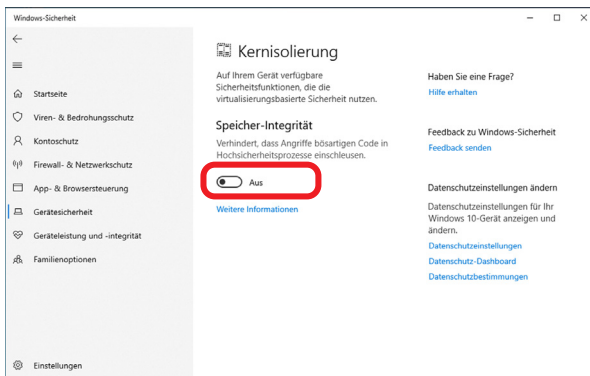 Windows-Sicherheit
Startseite
Viren- & Bedrohungsschutz
Kontoschutz
Firewall- & Netzwerkschutz
App- & Browsersteuerung
Gerätesicherheit
Geräteleistung und -integrität
Familienoptionen
Einstellungen
Kernisolierung
Auf Ihrem Gerät verfügbare
Sicherheitsfunktionen, die die
virtualisierungsbasierte Sicherheit nutzen.
Speicher-Integrität
Verhindert, dass Angriffe bösartigen Code in
Hochsicherheitsprozesse einschleusen.
Aus
Weitere Informationen
Haben Sie eine Frage?
Hilfe erhalten
Feedback zu Windows-Sicherheit
Feedback senden
Datenschutzeinstellungen ändern
Datenschutzeinstellungen für Ihr
Windows 10-Gerät anzeigen und
ändern.
Datenschutzeinstellungen
Datenschutz-Dashboard
Datenschutzbestimmungen